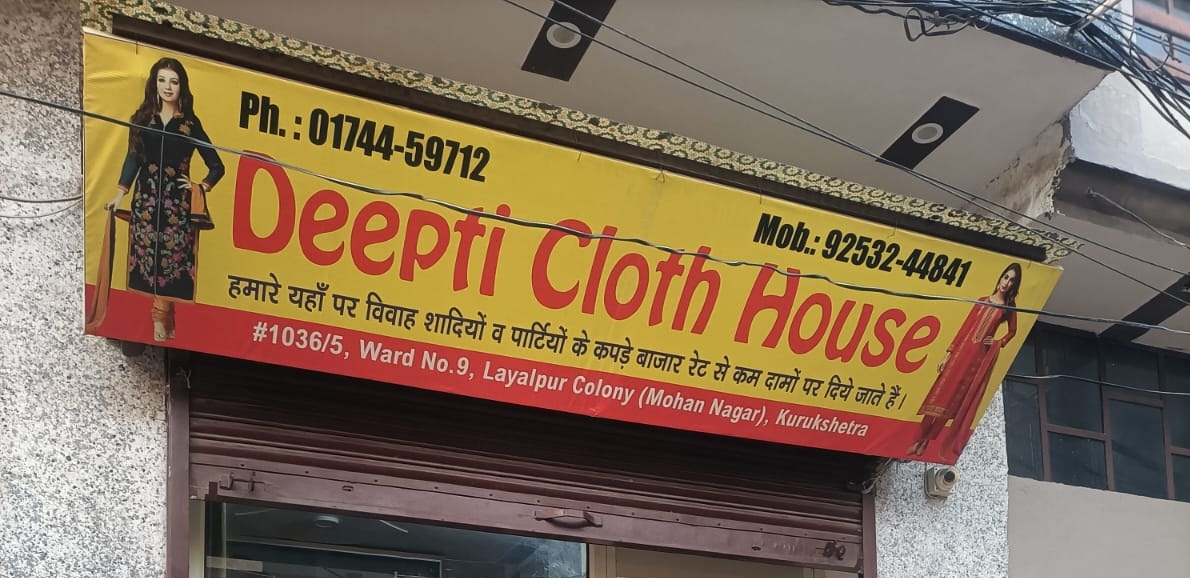 Ph. : 01744-59712
Mob.: 92532-44841
Deepti Cloth House
हमारे यहाँ पर विवाह शादियों व पार्टियों के कपड़े बाजार रेट से कम दामों पर दिये जाते हैं।
#1036/5, Ward No.9, Layalpur Colony (Mohan Nagar), Kurukshetra